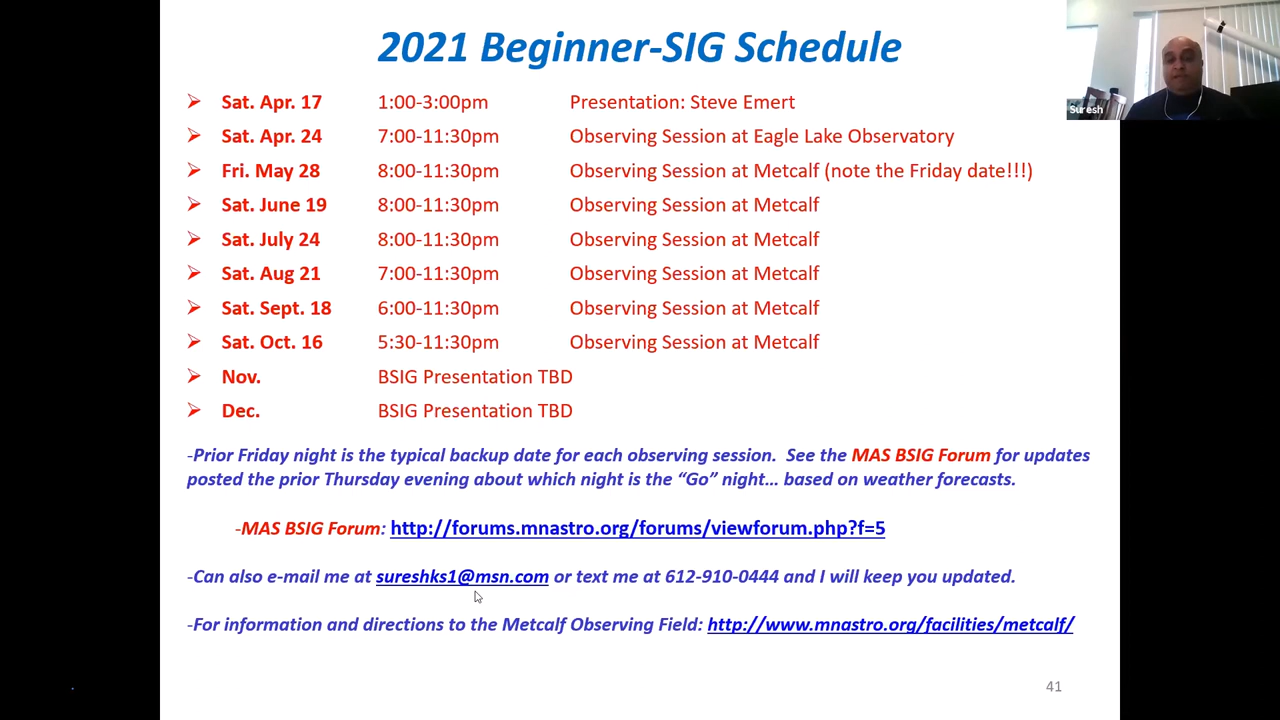 2021 Beginner-SIG Schedule
Suresh
Sat. Apr. 17 1:00-3:00pm Presentation: Steve Emert
Sat. Apr. 24 7:00-11:30pm Observing Session at Eagle Lake Observatory
Fri. May 28 8:00-11:30pm Observing Session at Metcalf (note the Friday date!!!)
Sat. June 19 8:00-11:30pm Observing Session at Metcalf
Sat. July 24 8:00-11:30pm Observing Session at Metcalf
Sat. Aug 21 7:00-11:30pm Observing Session at Metcalf
Sat. Sept. 18 6:00-11:30pm Observing Session at Metcalf
Sat. Oct. 16 5:30-11:30pm Observing Session at Metcalf
Nov. BSIG Presentation TBD
Dec. BSIG Presentation TBD
-Prior Friday night is the typical backup date for each observing session. See the MAS BSIG Forum for updates
posted the prior Thursday evening about which night is the “Go” night… based on weather forecasts.
-MAS BSIG Forum: http://forums.mnastro.org/forums/viewforum.php?f=5
-Can also e-mail me at sureshks1@msn.com or text me at 612-910-0444 and I will keep you updated.
-For information and directions to the Metcalf Observing Field: http://www.mnastro.org/facilities/metcalf/
41